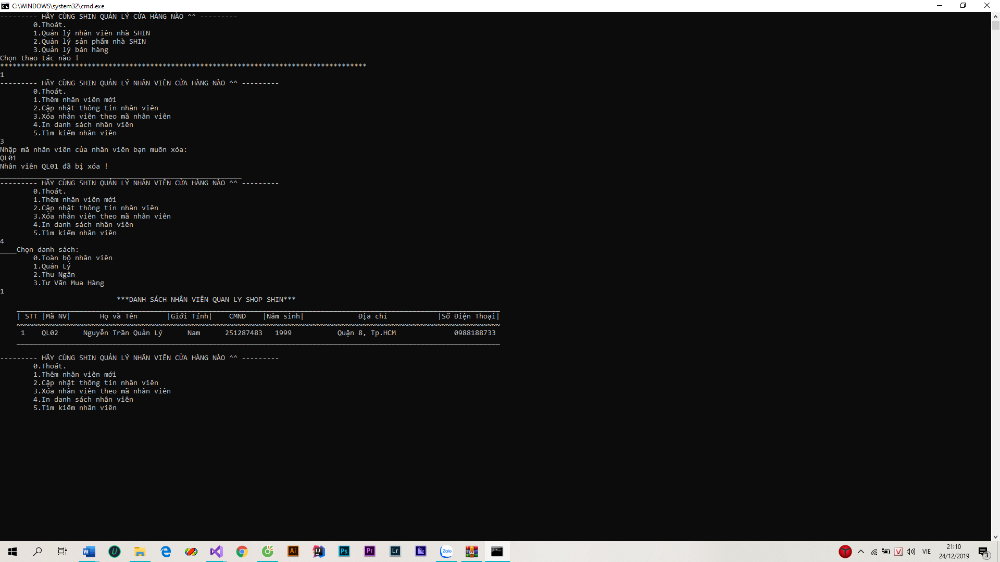 C:\WINDOWS\system32\cmd.exe
--------- HÃY CÙNG SHIN QUẢN LÝ CỬA HÀNG NÀO ^^ ---------
0.Thoát.
1.Quản lý nhân viên nhà SHIN
2.Quản lý sản phẩm nhà SHIN
3.Quản lý bán hàng
Chọn thao tác nào !
****************************************************************************************
1
--------- HÃY CÙNG SHIN QUẢN LÝ NHÂN VIÊN CỬA HÀNG NÀO ^^ ---------
0.Thoát.
1.Thêm nhân viên mới
2.Cập nhật thông tin nhân viên
3.Xóa nhân viên theo mã nhân viên
4.In danh sách nhân viên
5.Tìm kiếm nhân viên
3
Nhập mã nhân viên của nhân viên bạn muốn xóa:
QL01
Nhân viên QL01 đã bị xóa !
__________________________________________________________
--------- HÃY CÙNG SHIN QUẢN LÝ NHÂN VIÊN CỬA HÀNG NÀO ^^ ---------
0.Thoát.
1.Thêm nhân viên mới
2.Cập nhật thông tin nhân viên
3.Xóa nhân viên theo mã nhân viên
4.In danh sách nhân viên
5.Tìm kiếm nhân viên
4
____Chọn danh sách:
0.Toàn bộ nhân viên
1.Quản Lý
2.Thu Ngân
3.Tư Vấn Mua Hàng
1
***DANH SÁCH NHÂN VIÊN QUAN LY SHOP SHIN***
| STT |Mã NV| Họ và Tên |Giới Tính| CMND |Năm sinh| Địa chỉ |Số Điện Thoại|
1 QL02 Nguyễn Trần Quản Lý Nam 251287483 1999 Quận 8, Tp.HCM 0988188733
--------- HÃY CÙNG SHIN QUẢN LÝ NHÂN VIÊN CỬA HÀNG NÀO ^^ ---------
0.Thoát.
1.Thêm nhân viên mới
2.Cập nhật thông tin nhân viên
3.Xóa nhân viên theo mã nhân viên
4.In danh sách nhân viên
5.Tìm kiếm nhân viên
W U Ai IJ Ps Pr Lr Zalo V VIE
21:10
24/12/2019
3